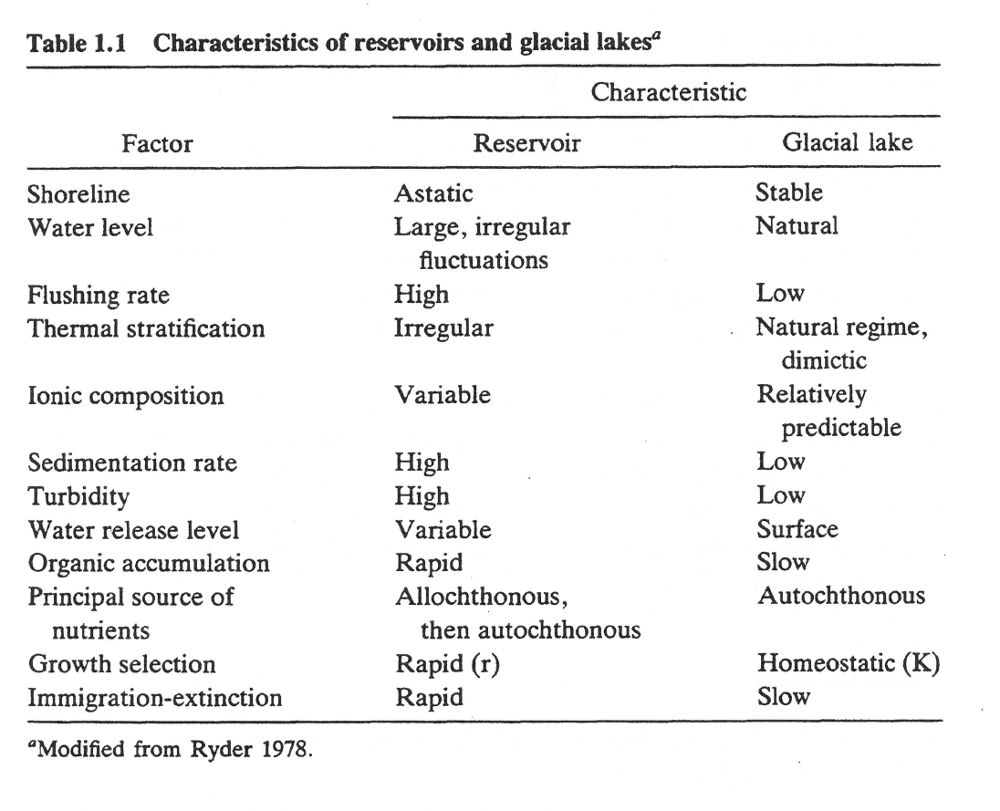 Table 1.1 Characteristics of reservoirs and glacial lakesa
Characteristic
Factor Reservoir Glacial lake
Shoreline Astatic Stable
Water level Large, irregular Natural
fluctuations
Flushing rate High Low
Thermal stratification Irregular Natural regime,
dimictic
Ionic composition Variable Relatively
predictable
Sedimentation rate High Low
Turbidity High Low
Water release level Variable Surface
Organic accumulation Rapid Slow
Principal source of Allochthonous, Autochthonous
nutrients then autochthonous
Growth selection Rapid (r) Homeostatic (K)
Immigration-extinction Rapid Slow
aModified from Ryder 1978.